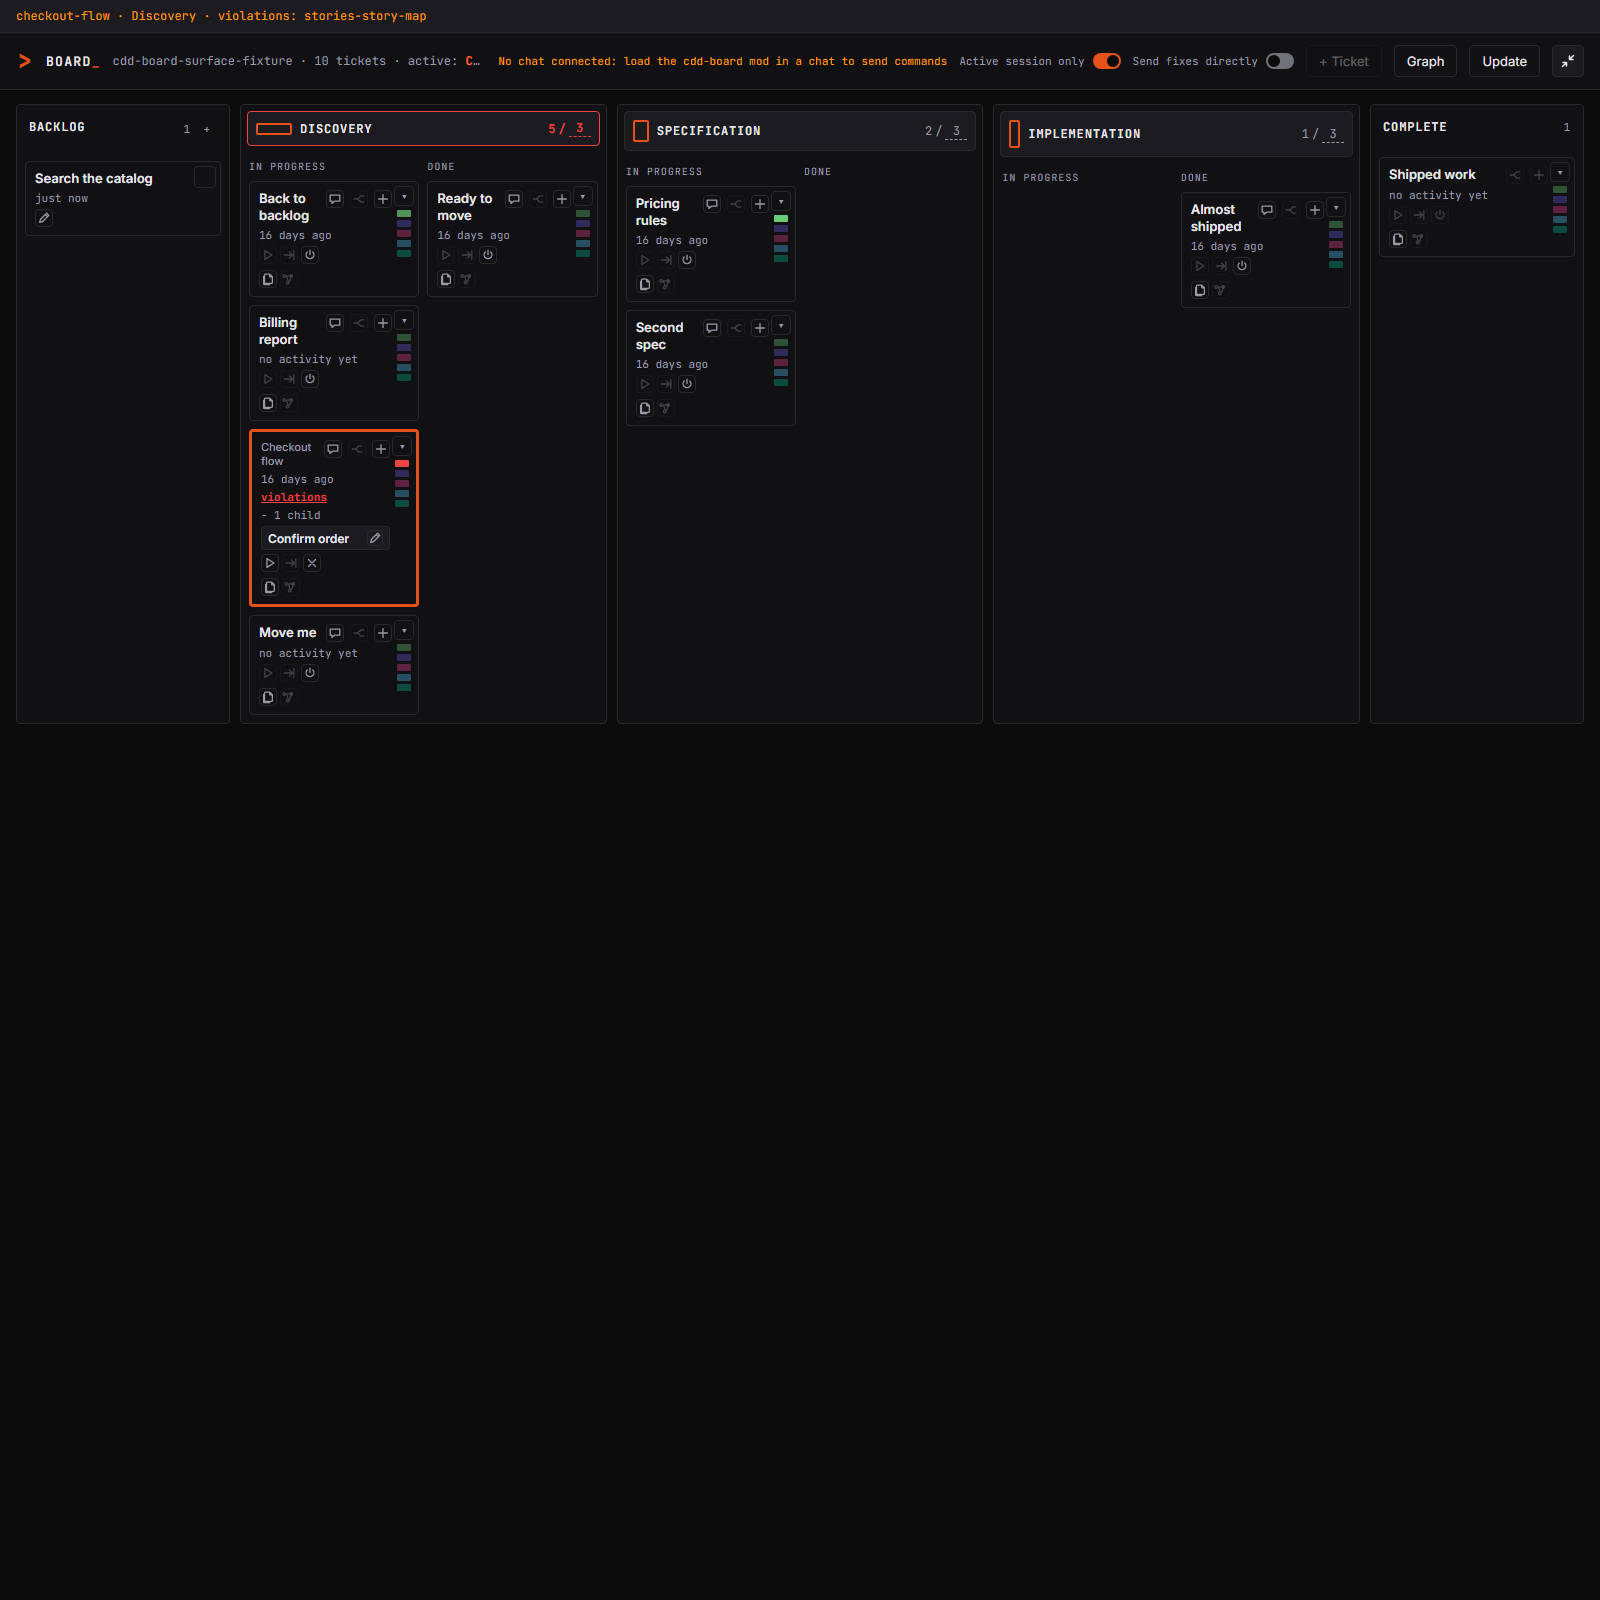 checkout-flow · Discovery · violations: stories-story-map
> BOARD_ cdd-board-surface-fixture · 10 tickets · active: C… No chat connected: load the cdd-board mod in a chat to send commands Active session only Send fixes directly + Ticket Graph Update
BACKLOG 1 +
Search the catalog
just now
DISCOVERY 5 / 3
IN PROGRESS
Back to
backlog
16 days ago
Billing
report
no activity yet
Checkout
flow
16 days ago
violations
- 1 child
Confirm order
Move me
no activity yet
DONE
Ready to
move
16 days ago
SPECIFICATION 2 / 3
IN PROGRESS
Pricing
rules
16 days ago
Second
spec
16 days ago
DONE
IMPLEMENTATION 1 / 3
IN PROGRESS
DONE
Almost
shipped
16 days ago
COMPLETE 1
Shipped work
no activity yet